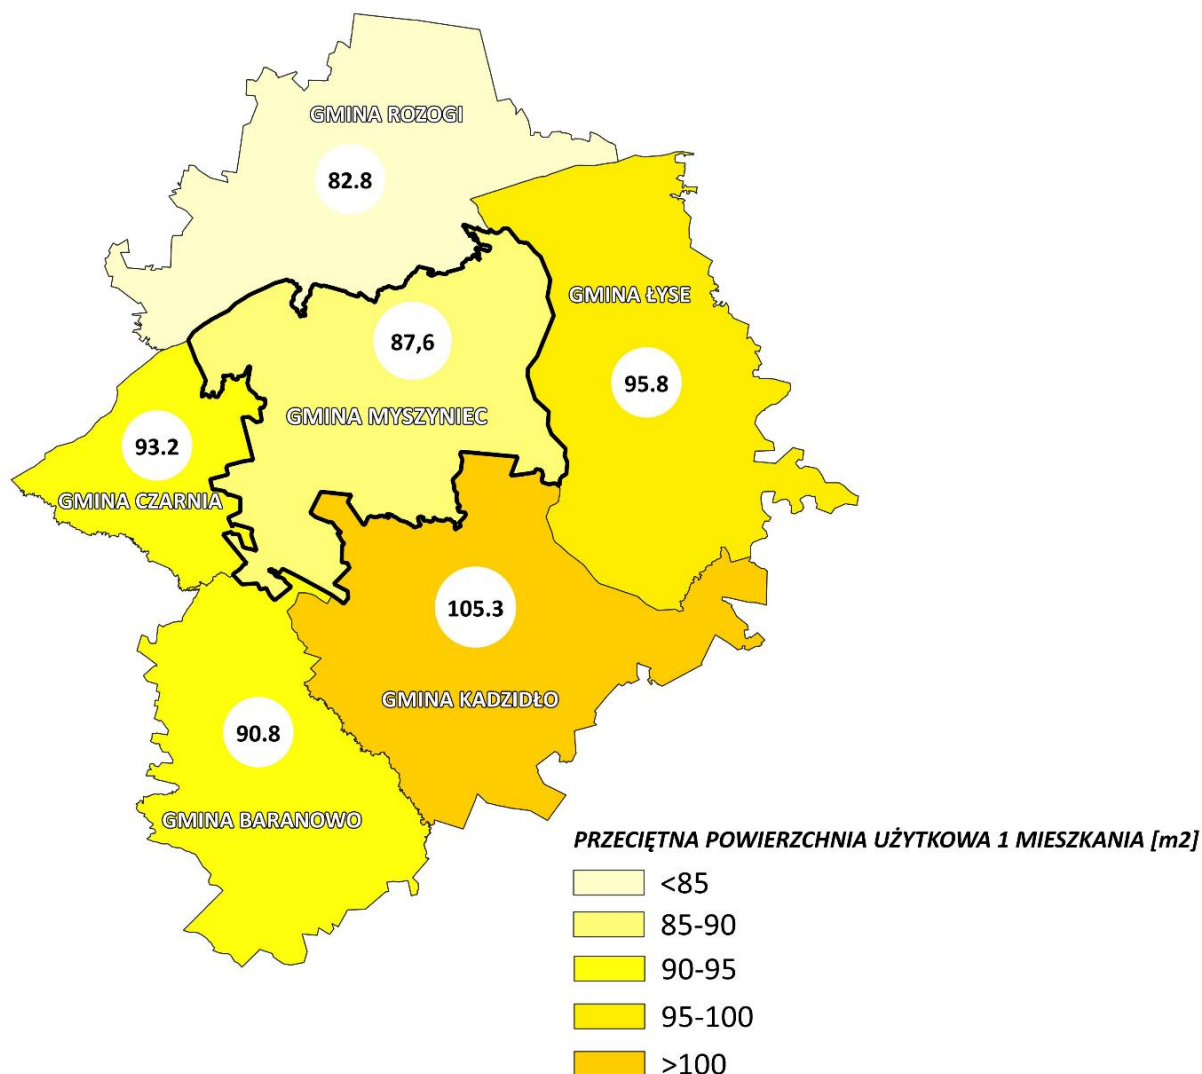 GMINA ROZOGI
82.8
GMINA ŁYSE
87,6
95.8
GMINA MYSZYNIEC
93.2
GMINA CZARNIA
105.3
GMINA KADZIDŁO
90.8
GMINA BARANOWO
PRZECIĘTNA POWIERZCHNIA UŻYTKOWA 1 MIESZKANIA [m2]
<85
85-90
90-95
95-100
>100